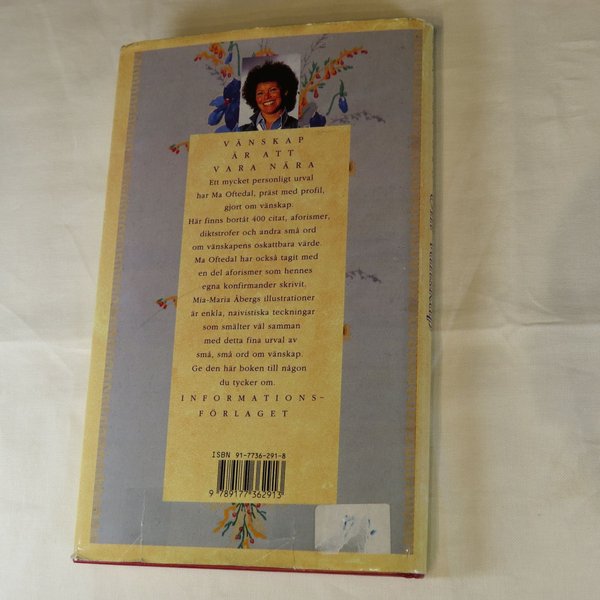 VÄNSKAP
ÄR ATT
VARA NÄRA
Ett mycket personligt urval
har Ma Oftedal, präst med profil,
gjort om vänskap.
Här finns bortåt 400 citat, aforismer,
diktstrofer och andra små ord
om vänskapens oskattbara värde.
Ma Oftedal har också tagit med
en del aforismer som hennes
egna konfirmander skrivit,
Mia-Maria Åbergs illustrationer
är enkla, naivistiska teckningar
som smälter väl samman
med detta fina urval av
små, små ord om vänskap.
Ge den här boken till någon
du tycker om.
INFORMATIONS-
FÖRLAGET
ISBN 91-7736-291-8
9 789177 362913